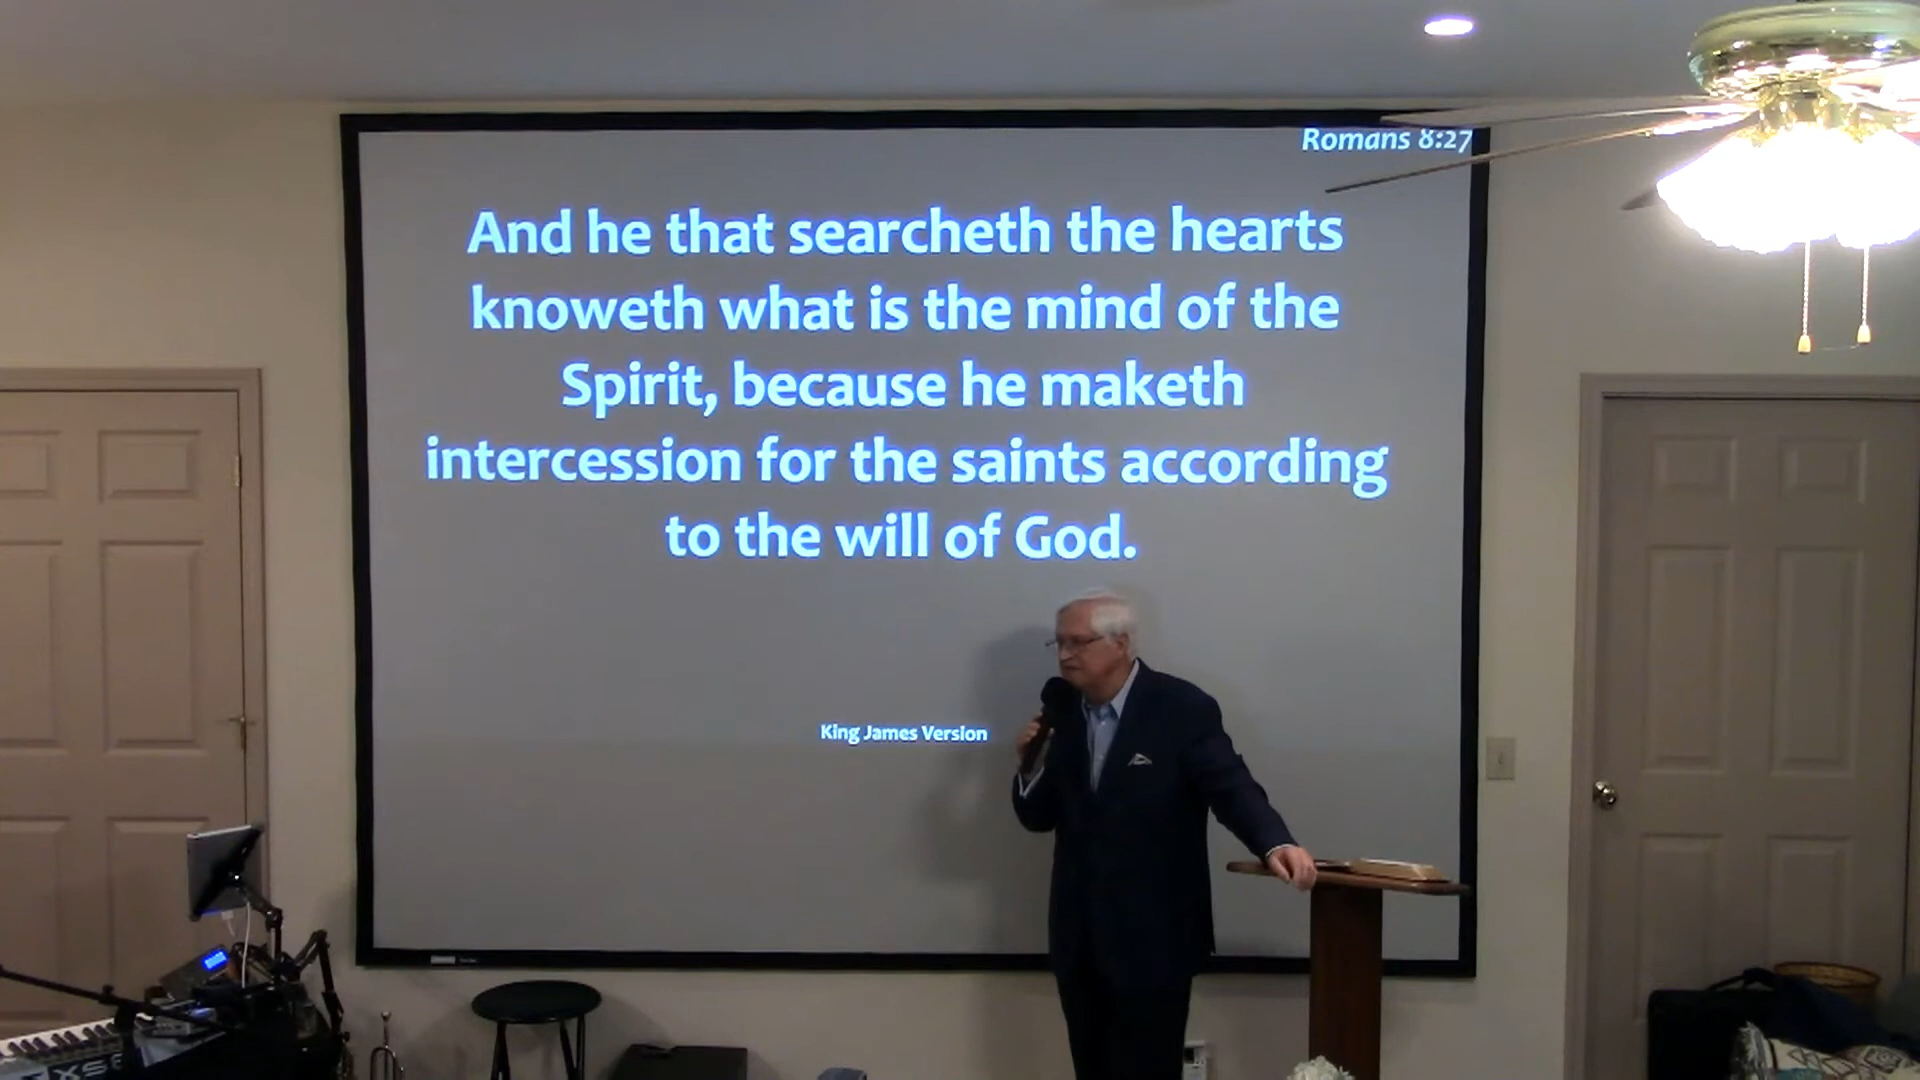 Romans 8:27
And he that searcheth the hearts
knoweth what is the mind of the
Spirit, because he maketh
intercession for the saints according
to the will of God.
King James Version